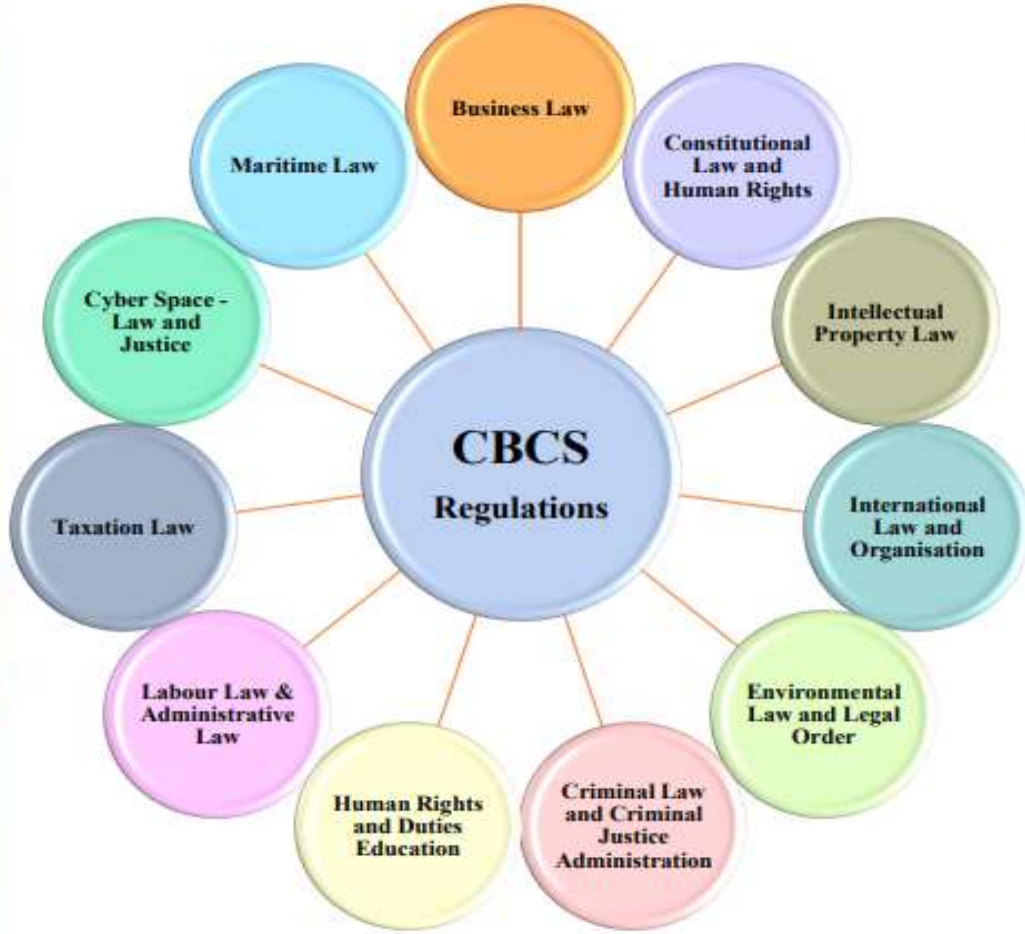 CBCS
Regulations
Business Law
Constitutional
Law and
Human Rights
Intellectual
Property Law
International
Law and
Organisation
Environmental
Law and Legal
Order
Criminal Law
and Criminal
Justice
Administration
Human Rights
and Duties
Education
Labour Law &
Administrative
Law
Taxation Law
Cyber Space -
Law and
Justice
Maritime Law